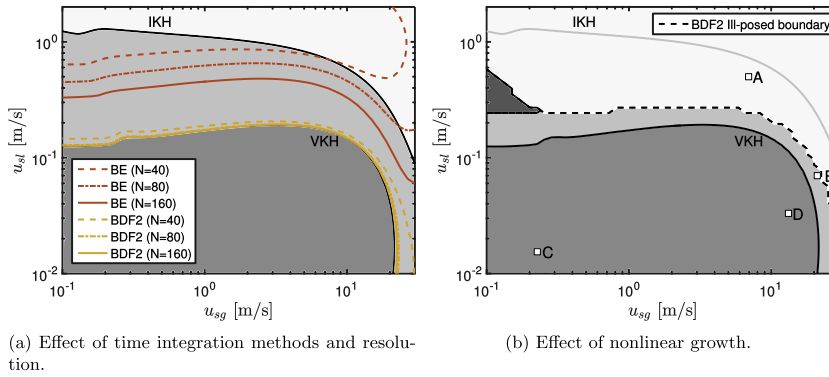 IKH
VKH
BE (N=40)
BE (N=80)
BE (N=160)
BDF2 (N=40)
BDF2 (N=80)
BDF2 (N=160)
10^0
10^-1
10^-2
u_sl [m/s]
10^-1
10^0
10^1
u_sg [m/s]
(a) Effect of time integration methods and resolu-
tion.
IKH
BDF2 Ill-posed boundary
A
VKH
B
D
C
10^0
10^-1
10^-2
u_sl [m/s]
10^-1
10^0
10^1
u_sg [m/s]
(b) Effect of nonlinear growth.